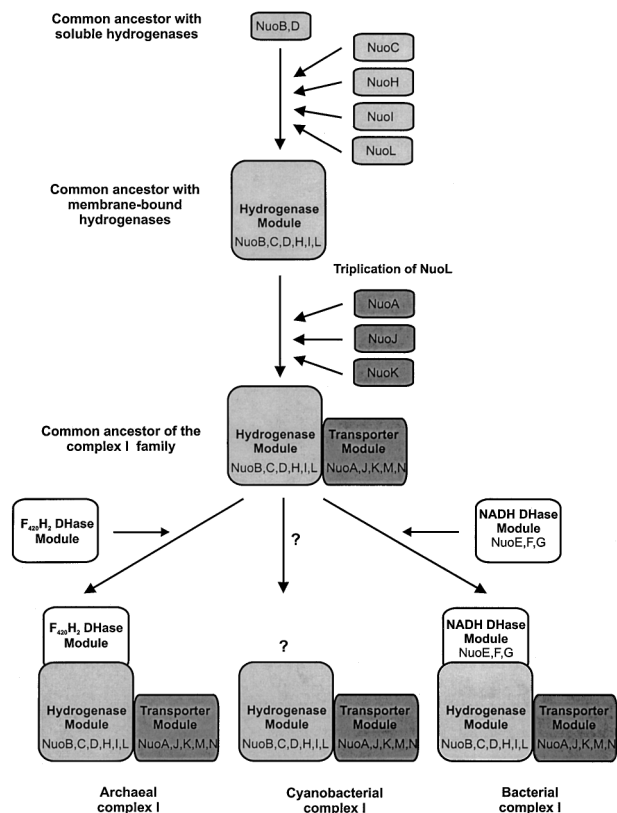 Common ancestor with
soluble hydrogenases
NuoB,D
NuoC
NuoH
NuoI
NuoL
Common ancestor with
membrane-bound
hydrogenases
Hydrogenase
Module
NuoB,C,D,H,I,L
Triplication of NuoL
NuoA
NuoJ
NuoK
Common ancestor of the
complex I family
Hydrogenase
Module
NuoB,C,D,H,I,L
Transporter
Module
NuoA,J,K,M,N
F₄₂₀H₂ DHase
Module
?
NADH DHase
Module
NuoE,F,G
F₄₂₀H₂ DHase
Module
Hydrogenase
Module
NuoB,C,D,H,I,L
Transporter
Module
NuoA,J,K,M,N
?
Hydrogenase
Module
NuoB,C,D,H,I,L
Transporter
Module
NuoA,J,K,M,N
NADH DHase
Module
NuoE,F,G
Hydrogenase
Module
NuoB,C,D,H,I,L
Transporter
Module
NuoA,J,K,M,N
Archaeal
complex I
Cyanobacterial
complex I
Bacterial
complex I